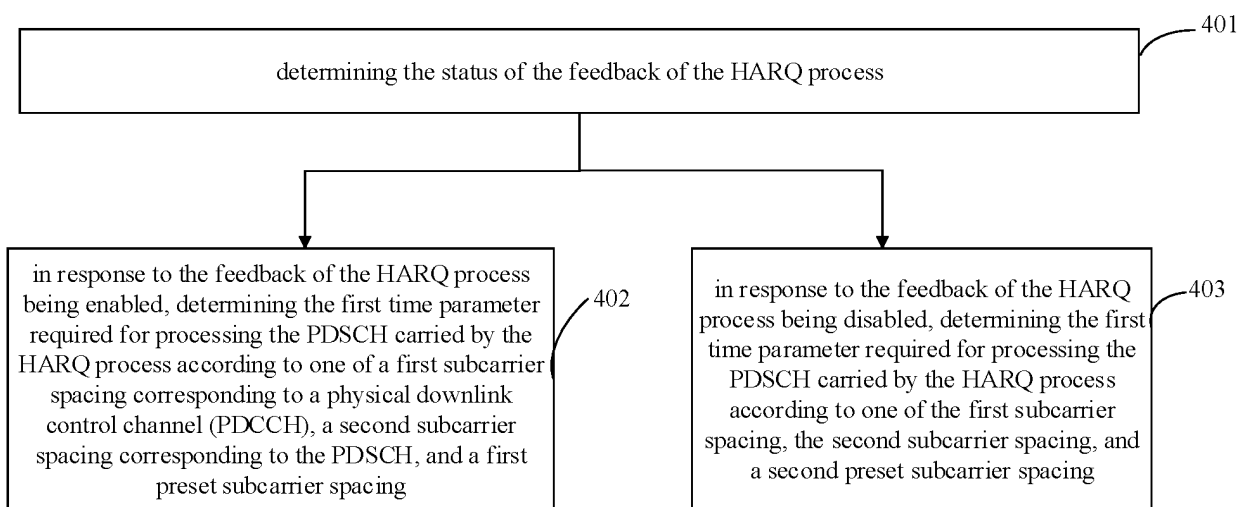 401
determining the status of the feedback of the HARQ process
in response to the feedback of the HARQ process
being enabled, determining the first time parameter
required for processing the PDSCH carried by the
HARQ process according to one of a first subcarrier
spacing corresponding to a physical downlink
control channel (PDCCH), a second subcarrier
spacing corresponding to the PDSCH, and a first
preset subcarrier spacing
402
in response to the feedback of the HARQ
process being disabled, determining the first
time parameter required for processing the
PDSCH carried by the HARQ process
according to one of the first subcarrier
spacing, the second subcarrier spacing, and
a second preset subcarrier spacing
403